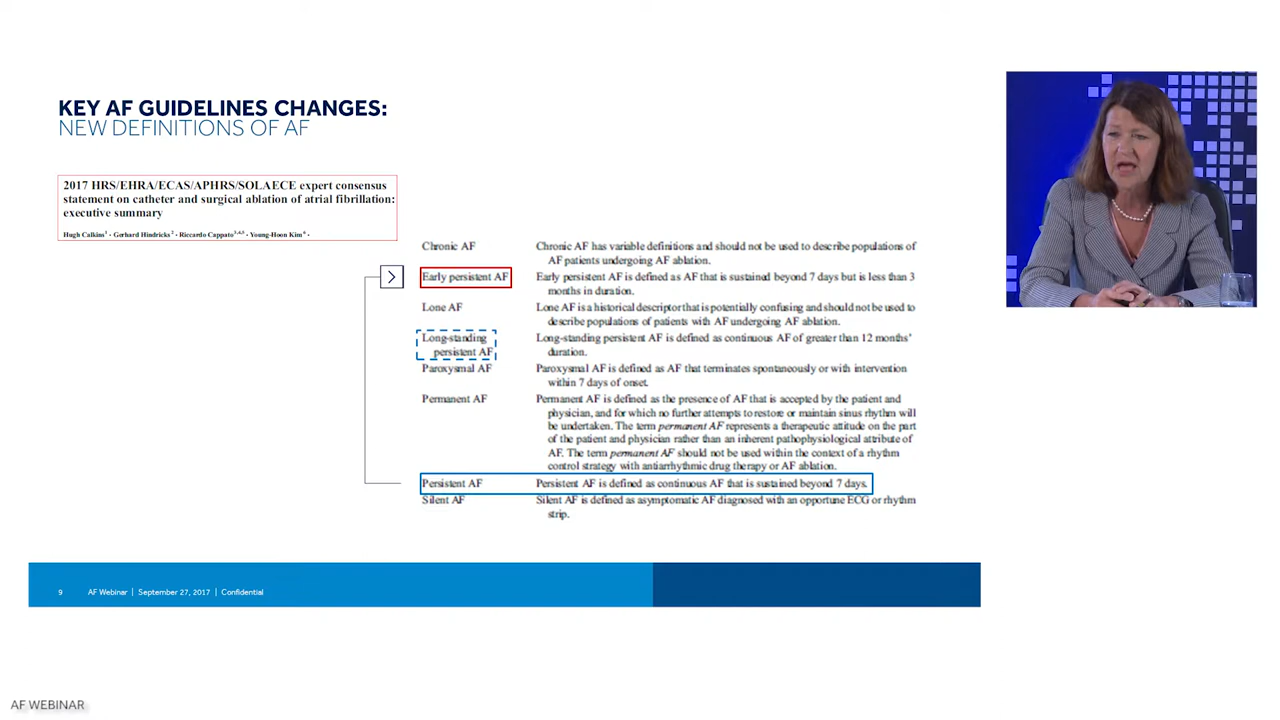 KEY AF GUIDELINES CHANGES:
NEW DEFINITIONS OF AF
2017 HRS/EHRA/ECAS/APHRS/SOLAECE expert consensus
statement on catheter and surgical ablation of atrial fibrillation:
executive summary
Hugh Calkins¹ · Gerhard Hindricks² · Riccardo Cappato³,⁴,⁵ · Young-Hoon Kim⁶ ·
Chronic AF Chronic AF has variable definitions and should not be used to describe populations of
AF patients undergoing AF ablation.
Early persistent AF Early persistent AF is defined as AF that is sustained beyond 7 days but is less than 3
months in duration.
Lone AF Lone AF is a historical descriptor that is potentially confusing and should not be used to
describe populations of patients with AF undergoing AF ablation.
Long-standing Long-standing persistent AF is defined as continuous AF of greater than 12 months'
persistent AF duration.
Paroxysmal AF Paroxysmal AF is defined as AF that terminates spontaneously or with intervention
within 7 days of onset.
Permanent AF Permanent AF is defined as the presence of AF that is accepted by the patient and
physician, and for which no further attempts to restore or maintain sinus rhythm will
be undertaken. The term permanent AF represents a therapeutic attitude on the part
of the patient and physician rather than an inherent pathophysiological attribute of
AF. The term permanent AF should not be used within the context of a rhythm
control strategy with antiarrhythmic drug therapy or AF ablation.
Persistent AF Persistent AF is defined as continuous AF that is sustained beyond 7 days.
Silent AF Silent AF is defined as asymptomatic AF diagnosed with an opportune ECG or rhythm
strip.
9 AF Webinar | September 27, 2017 | Confidential
AF WEBINAR